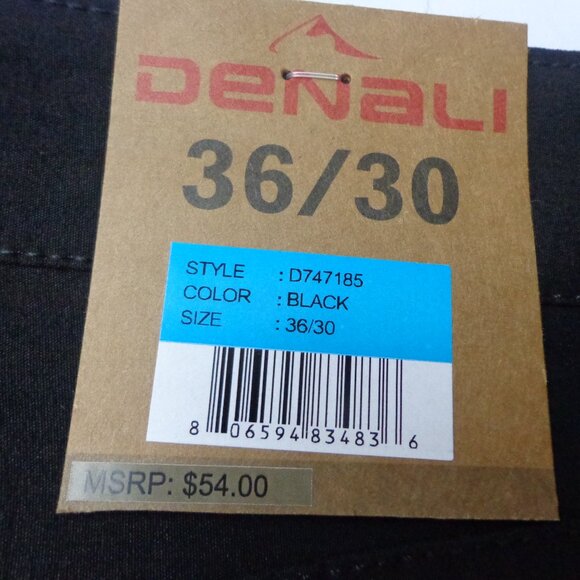 DENALI
36/30
STYLE : D747185
COLOR : BLACK
SIZE : 36/30
8 06594 83483 6
MSRP: $54.00